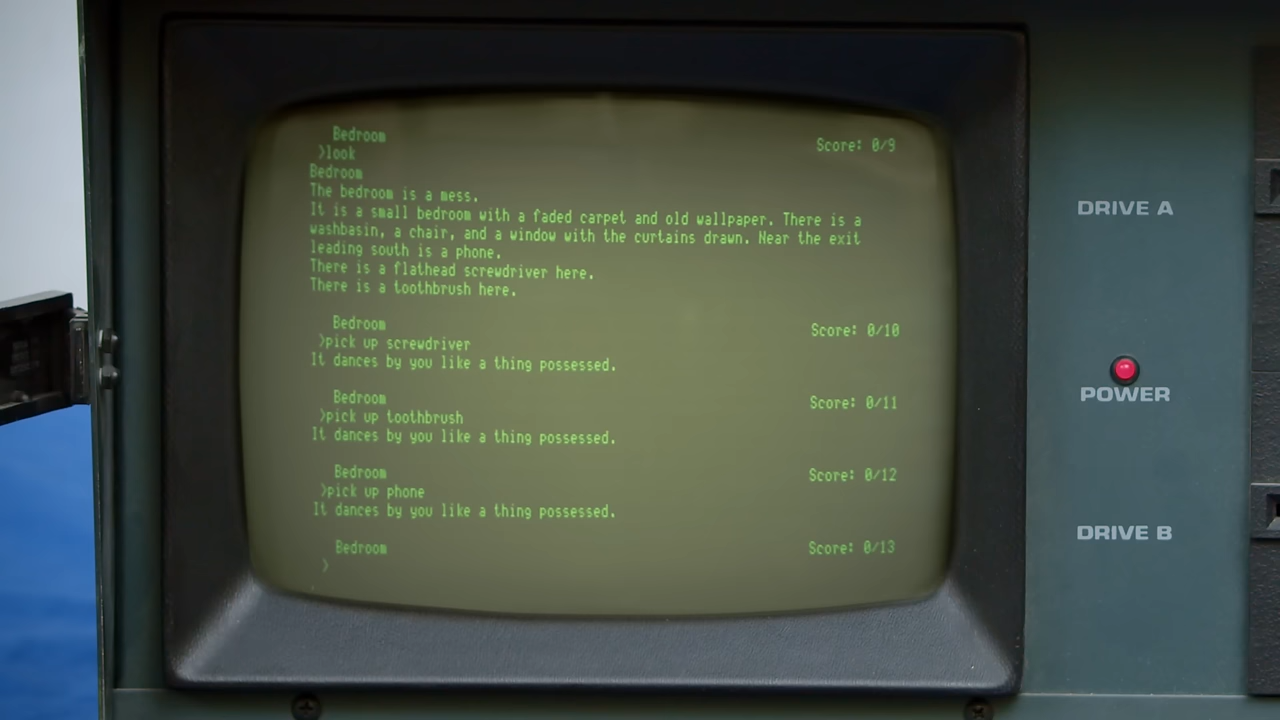 Bedroom Score: 0/9
>look
Bedroom
The bedroom is a mess.
It is a small bedroom with a faded carpet and old wallpaper. There is a
washbasin, a chair, and a window with the curtains drawn. Near the exit
leading south is a phone.
There is a flathead screwdriver here.
There is a toothbrush here.
Bedroom Score: 0/10
>pick up screwdriver
It dances by you like a thing possessed.
Bedroom Score: 0/11
>pick up toothbrush
It dances by you like a thing possessed.
Bedroom Score: 0/12
>pick up phone
It dances by you like a thing possessed.
Bedroom Score: 0/13
>
DRIVE A
POWER
DRIVE B